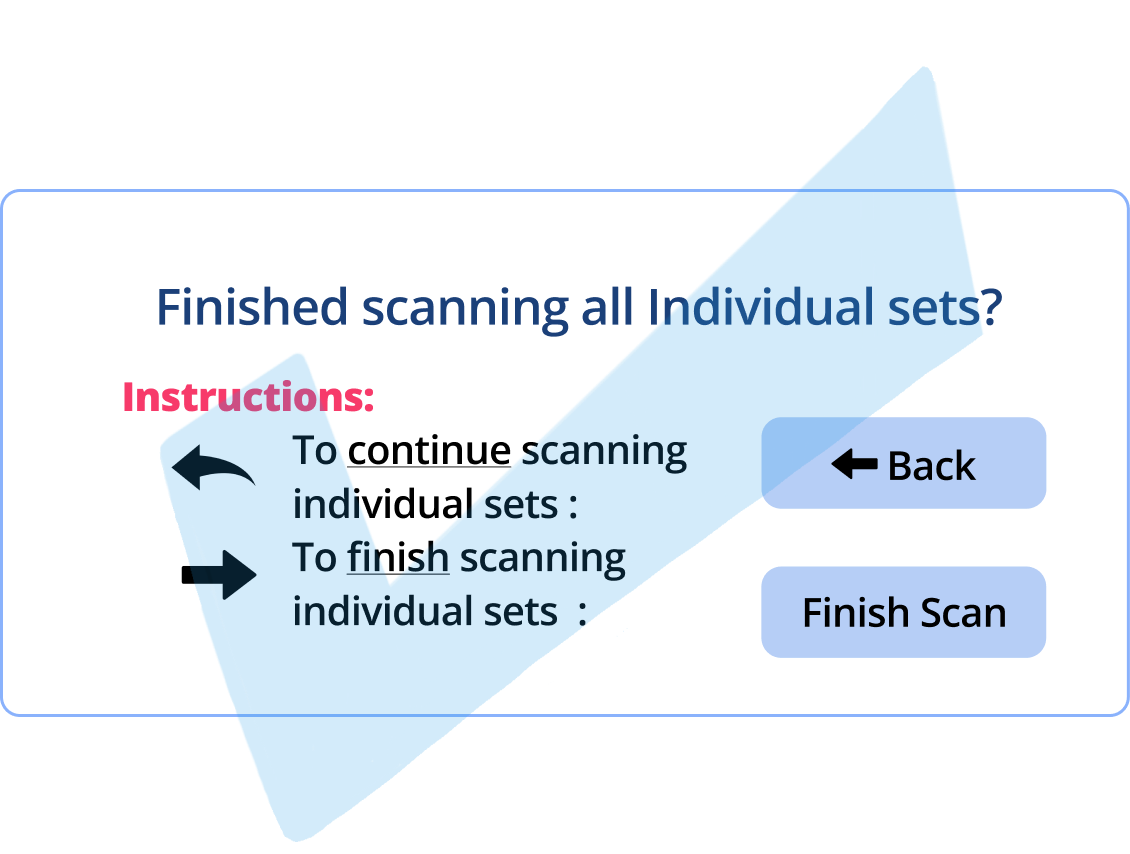 Finished scanning all Individual sets?
Instructions:
To continue scanning
individual sets :
Back
To finish scanning
individual sets  :
Finish Scan